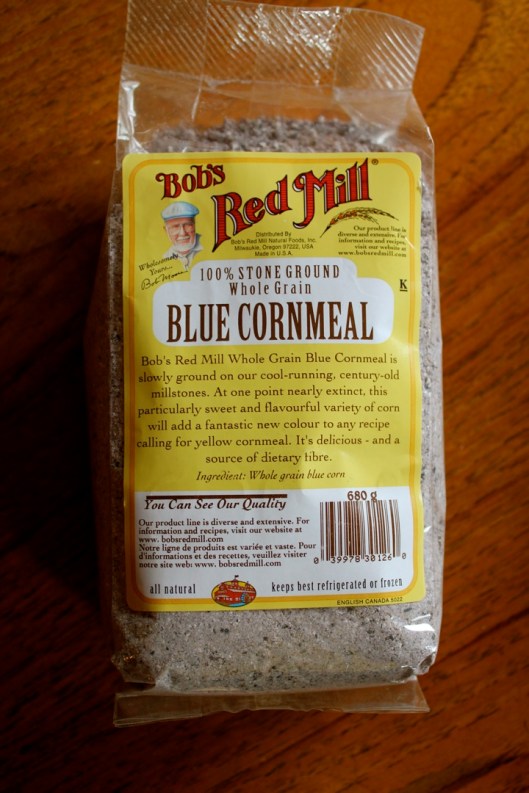 Bob's
Red Mill®
Distributed By
Bob's Red Mill Natural Foods, Inc.
Milwaukie, Oregon 97222, USA
Made in U.S.A.
Our product line is
diverse and extensive. For
information and recipes,
visit our website at
www.bobsredmill.com
Wholesomely
Yours,
Bob Moore
K
100% STONE GROUND
Whole Grain
BLUE CORNMEAL
Bob's Red Mill Whole Grain Blue Cornmeal is
slowly ground on our cool-running, century-old
millstones. At one point nearly extinct, this
particularly sweet and flavourful variety of corn
will add a fantastic new colour to any recipe
calling for yellow cornmeal. It's delicious - and a
source of dietary fibre.
Ingredient: Whole grain blue corn
You Can See Our Quality
680 g
Our product line is diverse and extensive. For
information and recipes, visit our website at
www. bobsredmill.com
Notre ligne de produits est variée et vaste. Pour
d'informations et des recettes, veuillez visiter
notre site web: www. bobsredmill.com
0 39978 30126 0
all natural
keeps best refrigerated or frozen
ENGLISH CANADA 5022